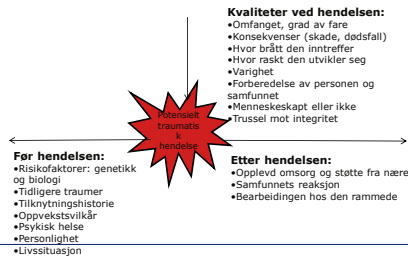 Kvaliteter ved hendelsen:
•Omfanget, grad av fare
•Konsekvenser (skade, dødsfall)
•Hvor brått den inntreffer
•Hvor raskt den utvikler seg
•Varighet
•Forberedelse av personen og
samfunnet
•Menneskeskapt eller ikke
•Trussel mot integritet
Potensielt
traumatis
k
hendelse
Før hendelsen:
•Risikofaktorer: genetikk
og biologi
•Tidligere traumer
•Tilknytningshistorie
•Oppvekstsvilkår
•Psykisk helse
•Personlighet
•Livssituasjon
Etter hendelsen:
•Opplevd omsorg og støtte fra nære
•Samfunnets reaksjon
•Bearbeidingen hos den rammede